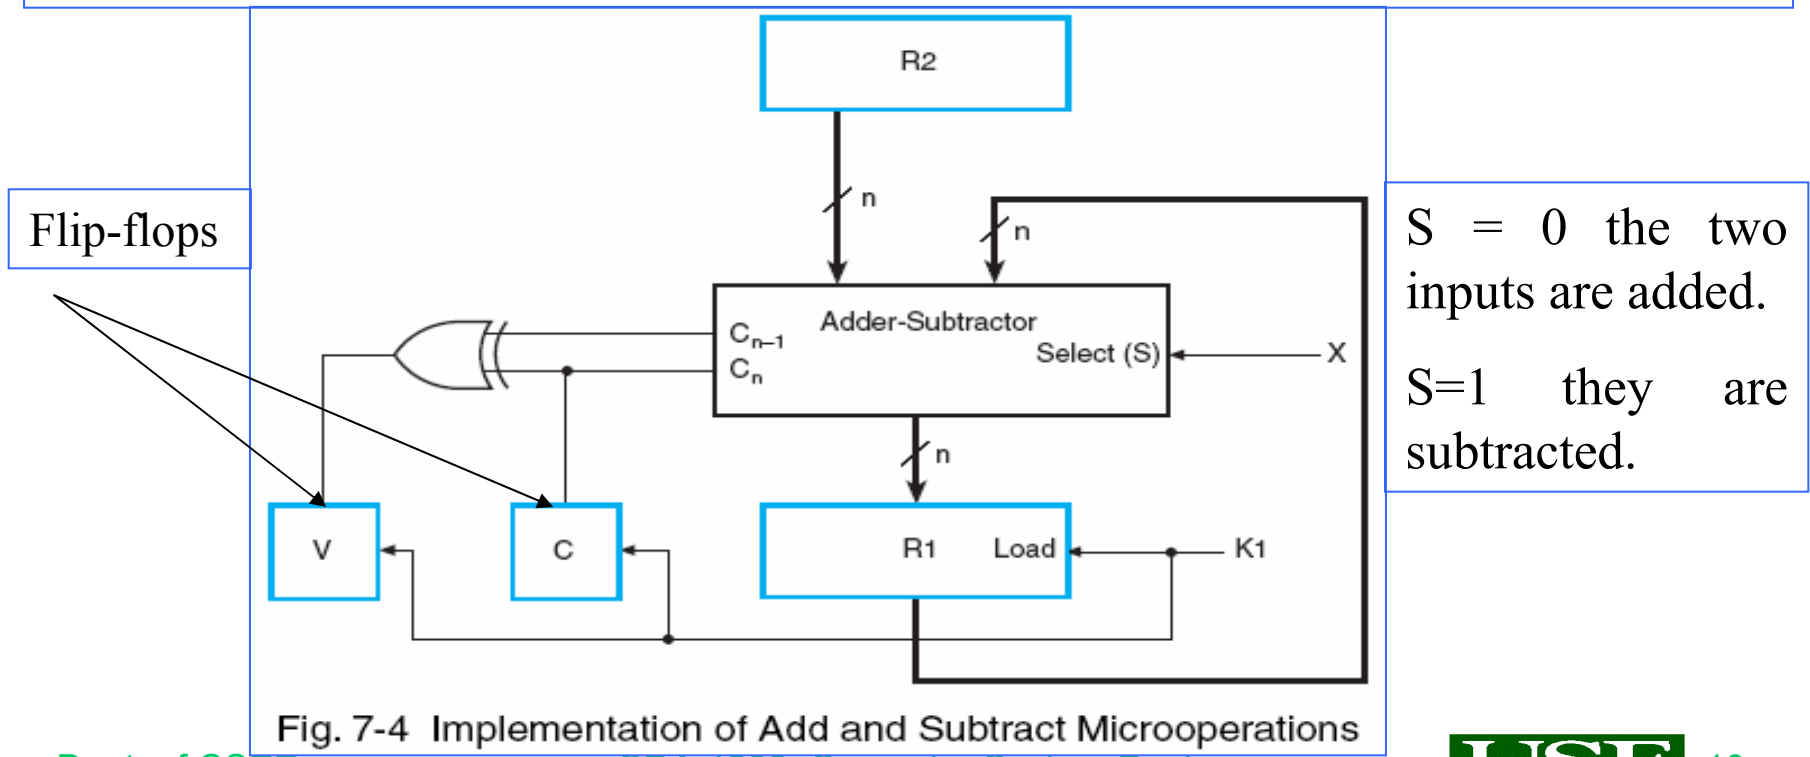 R2
n
n
Flip-flops
S = 0 the two
inputs are added.
S=1 they are
subtracted.
Adder-Subtractor
Cn–1
Cn
Select (S)
X
n
V
C
R1
Load
K1
Fig. 7-4 Implementation of Add and Subtract Microoperations